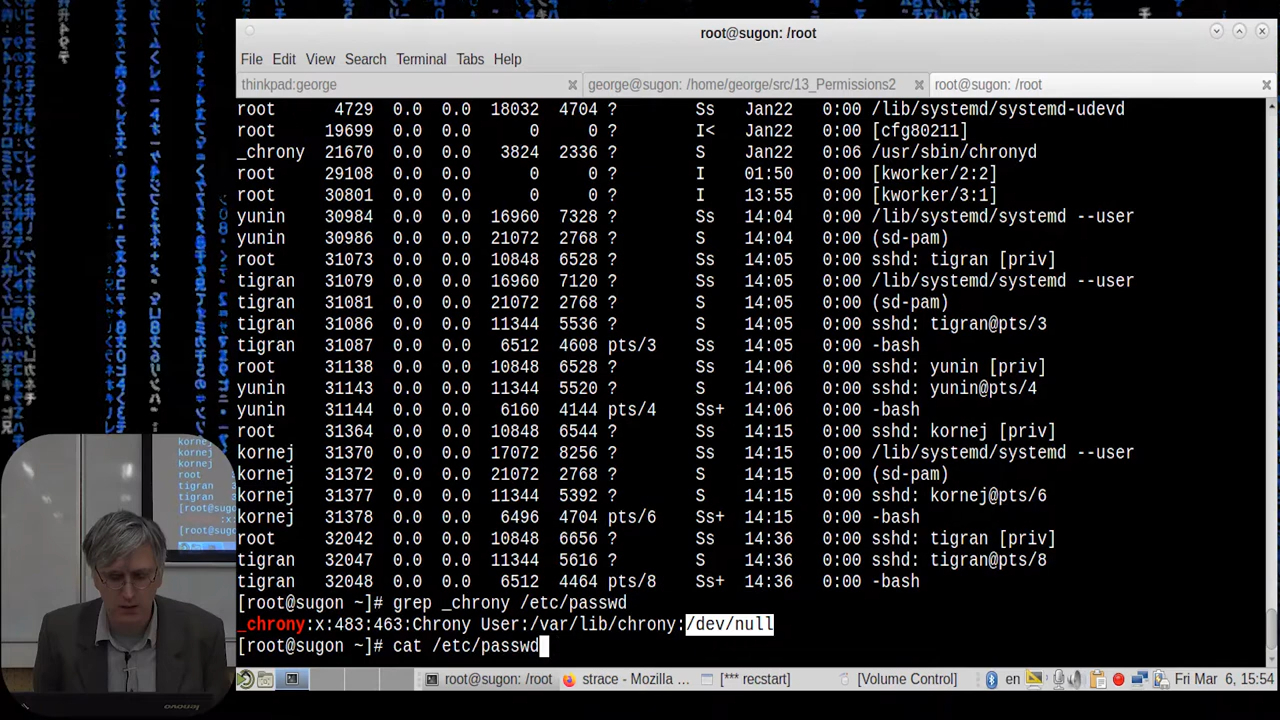 root@sugon: /root
File Edit View Search Terminal Tabs Help
thinkpad:george
george@sugon: /home/george/src/13_Permissions2
root@sugon: /root
root 4729 0.0 0.0 18032 4704 ? Ss Jan22 0:00 /lib/systemd/systemd-udevd
root 19699 0.0 0.0 0 0 ? I< Jan22 0:00 [cfg80211]
_chrony 21670 0.0 0.0 3824 2336 ? S Jan22 0:06 /usr/sbin/chronyd
root 29108 0.0 0.0 0 0 ? I 01:50 0:00 [kworker/2:2]
root 30801 0.0 0.0 0 0 ? I 13:55 0:00 [kworker/3:1]
yunin 30984 0.0 0.0 16960 7328 ? Ss 14:04 0:00 /lib/systemd/systemd --user
yunin 30986 0.0 0.0 21072 2768 ? S 14:04 0:00 (sd-pam)
root 31073 0.0 0.0 10848 6528 ? Ss 14:05 0:00 sshd: tigran [priv]
tigran 31079 0.0 0.0 16960 7120 ? Ss 14:05 0:00 /lib/systemd/systemd --user
tigran 31081 0.0 0.0 21072 2768 ? S 14:05 0:00 (sd-pam)
tigran 31086 0.0 0.0 11344 5536 ? S 14:05 0:00 sshd: tigran@pts/3
tigran 31087 0.0 0.0 6512 4608 pts/3 Ss 14:05 0:00 -bash
root 31138 0.0 0.0 10848 6528 ? Ss 14:06 0:00 sshd: yunin [priv]
yunin 31143 0.0 0.0 11344 5520 ? S 14:06 0:00 sshd: yunin@pts/4
yunin 31144 0.0 0.0 6160 4144 pts/4 Ss+ 14:06 0:00 -bash
root 31364 0.0 0.0 10848 6544 ? Ss 14:15 0:00 sshd: kornej [priv]
kornej 31370 0.0 0.0 17072 8256 ? Ss 14:15 0:00 /lib/systemd/systemd --user
kornej 31372 0.0 0.0 21072 2768 ? S 14:15 0:00 (sd-pam)
kornej 31377 0.0 0.0 11344 5392 ? S 14:15 0:00 sshd: kornej@pts/6
kornej 31378 0.0 0.0 6496 4704 pts/6 Ss+ 14:15 0:00 -bash
root 32042 0.0 0.0 10848 6656 ? Ss 14:36 0:00 sshd: tigran [priv]
tigran 32047 0.0 0.0 11344 5616 ? S 14:36 0:00 sshd: tigran@pts/8
tigran 32048 0.0 0.0 6512 4464 pts/8 Ss+ 14:36 0:00 -bash
[root@sugon ~]# grep _chrony /etc/passwd
_chrony:x:483:463:Chrony User:/var/lib/chrony:/dev/null
[root@sugon ~]# cat /etc/passwd
root@sugon: /root
strace - Mozilla ...
[*** recstart]
[Volume Control]
en
Fri Mar 6, 15:54
kornej
kornej
root
tigran
tigran
[root@sugo
:x:
[root@sugo
lenovo